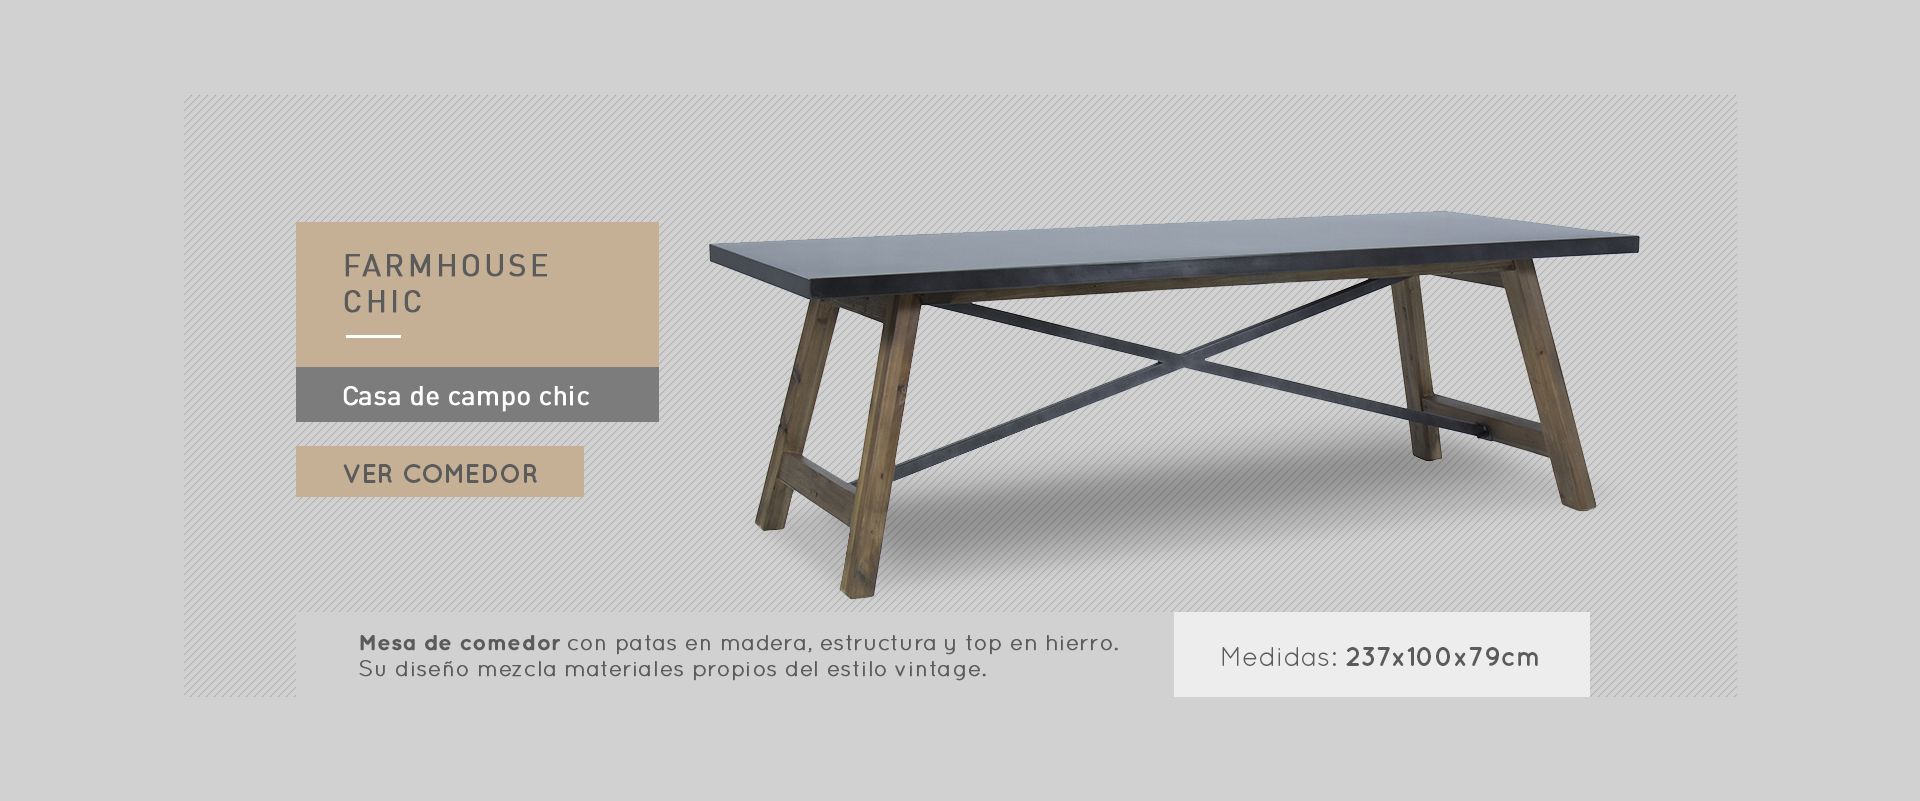 FARMHOUSE
CHIC
Casa de campo chic
VER COMEDOR
Mesa de comedor con patas en madera, estructura y top en hierro.
Su diseño mezcla materiales propios del estilo vintage.
Medidas: 237x100x79cm